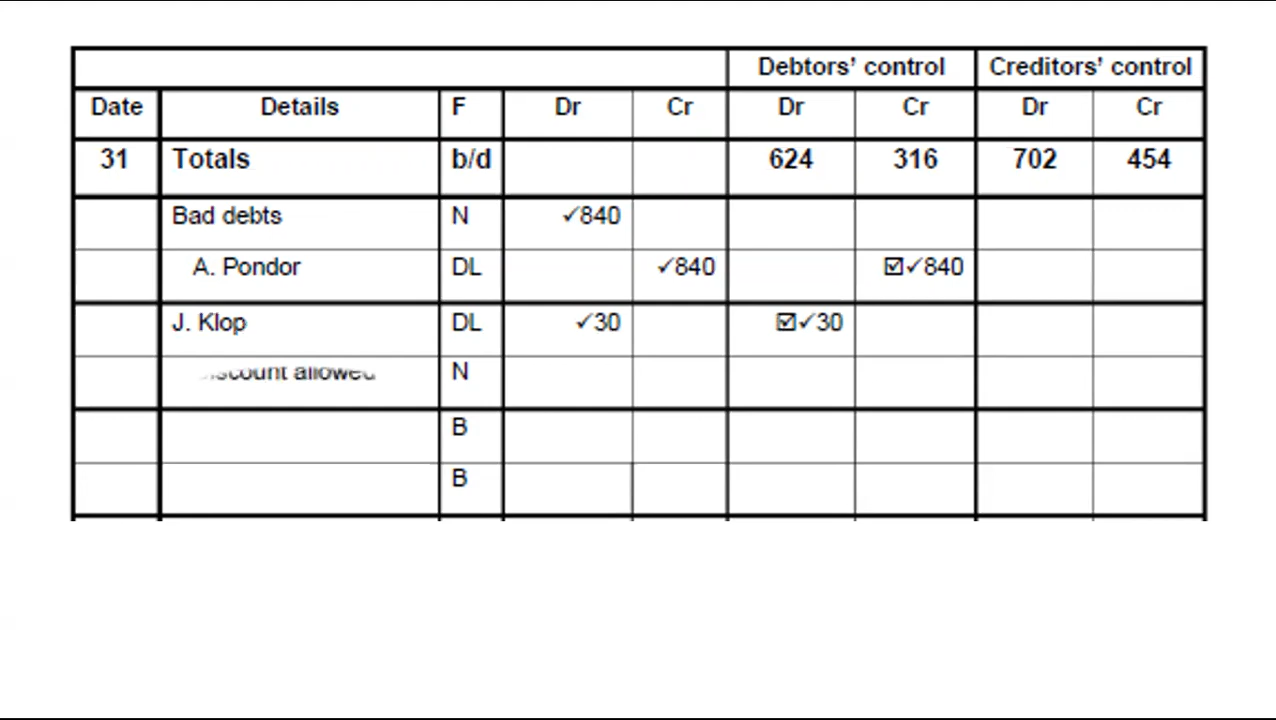 Debtors' control Creditors' control
Date Details F Dr Cr Dr Cr Dr Cr
31 Totals b/d 624 316 702 454
Bad debts N ✓840
A. Pondor DL ✓840 ☑✓840
J. Klop DL ✓30 ☑✓30
allowed N
B
B